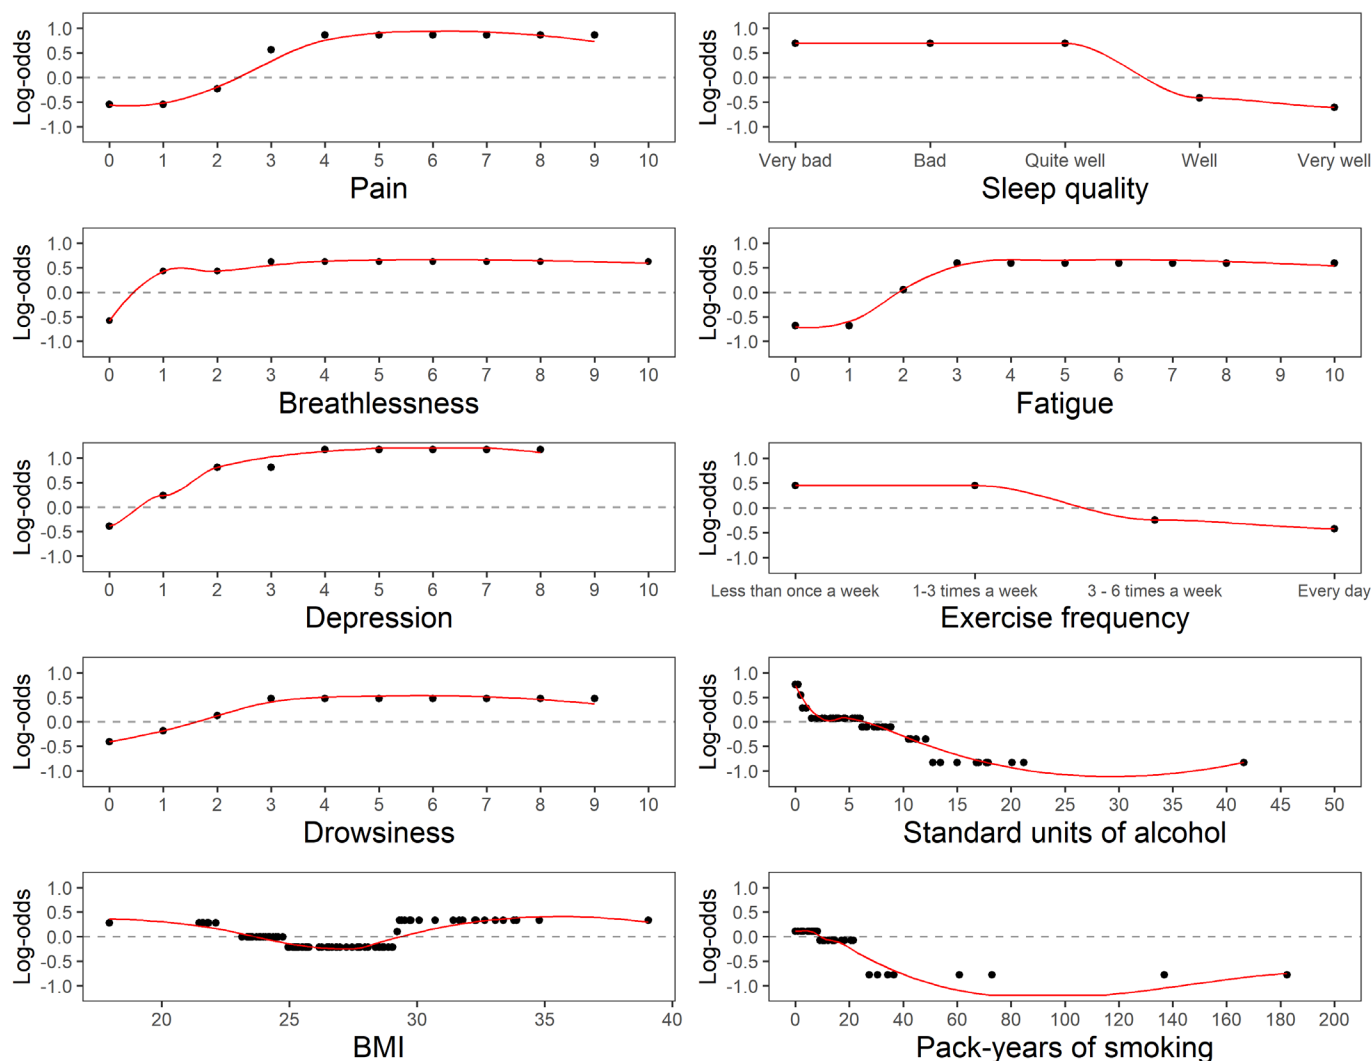 Log-odds
1.0
0.5
0.0
-0.5
-1.0
0 1 2 3 4 5 6 7 8 9 10
Pain
Log-odds
1.0
0.5
0.0
-0.5
-1.0
Very bad Bad Quite well Well Very well
Sleep quality
Log-odds
1.0
0.5
0.0
-0.5
-1.0
0 1 2 3 4 5 6 7 8 9 10
Breathlessness
Log-odds
1.0
0.5
0.0
-0.5
-1.0
0 1 2 3 4 5 6 7 8 9 10
Fatigue
Log-odds
1.0
0.5
0.0
-0.5
-1.0
0 1 2 3 4 5 6 7 8 9 10
Depression
Log-odds
1.0
0.5
0.0
-0.5
-1.0
Less than once a week 1-3 times a week 3 - 6 times a week Every day
Exercise frequency
Log-odds
1.0
0.5
0.0
-0.5
-1.0
0 1 2 3 4 5 6 7 8 9 10
Drowsiness
Log-odds
1.0
0.5
0.0
-0.5
-1.0
0 5 10 15 20 25 30 35 40 45 50
Standard units of alcohol
Log-odds
1.0
0.5
0.0
-0.5
-1.0
20 25 30 35 40
BMI
Log-odds
1.0
0.5
0.0
-0.5
-1.0
0 20 40 60 80 100 120 140 160 180 200
Pack-years of smoking